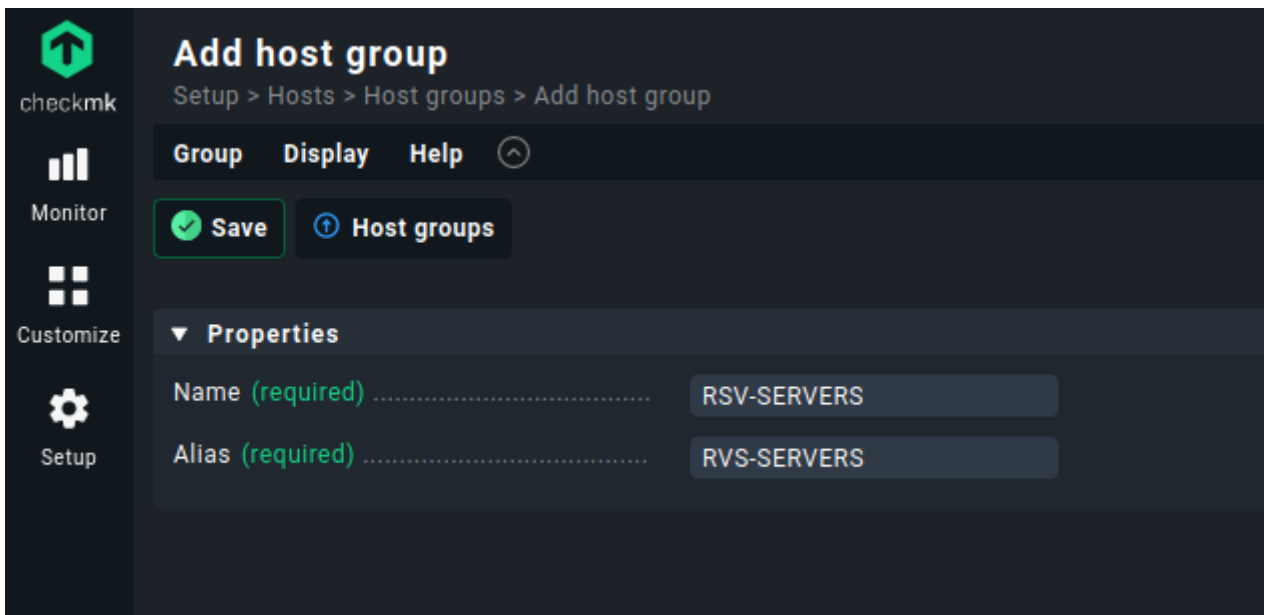 checkmk
Monitor
Customize
Setup
Add host group
Setup > Hosts > Host groups > Add host group
Group Display Help
Save Host groups
Properties
Name (required) RSV-SERVERS
Alias (required) RVS-SERVERS